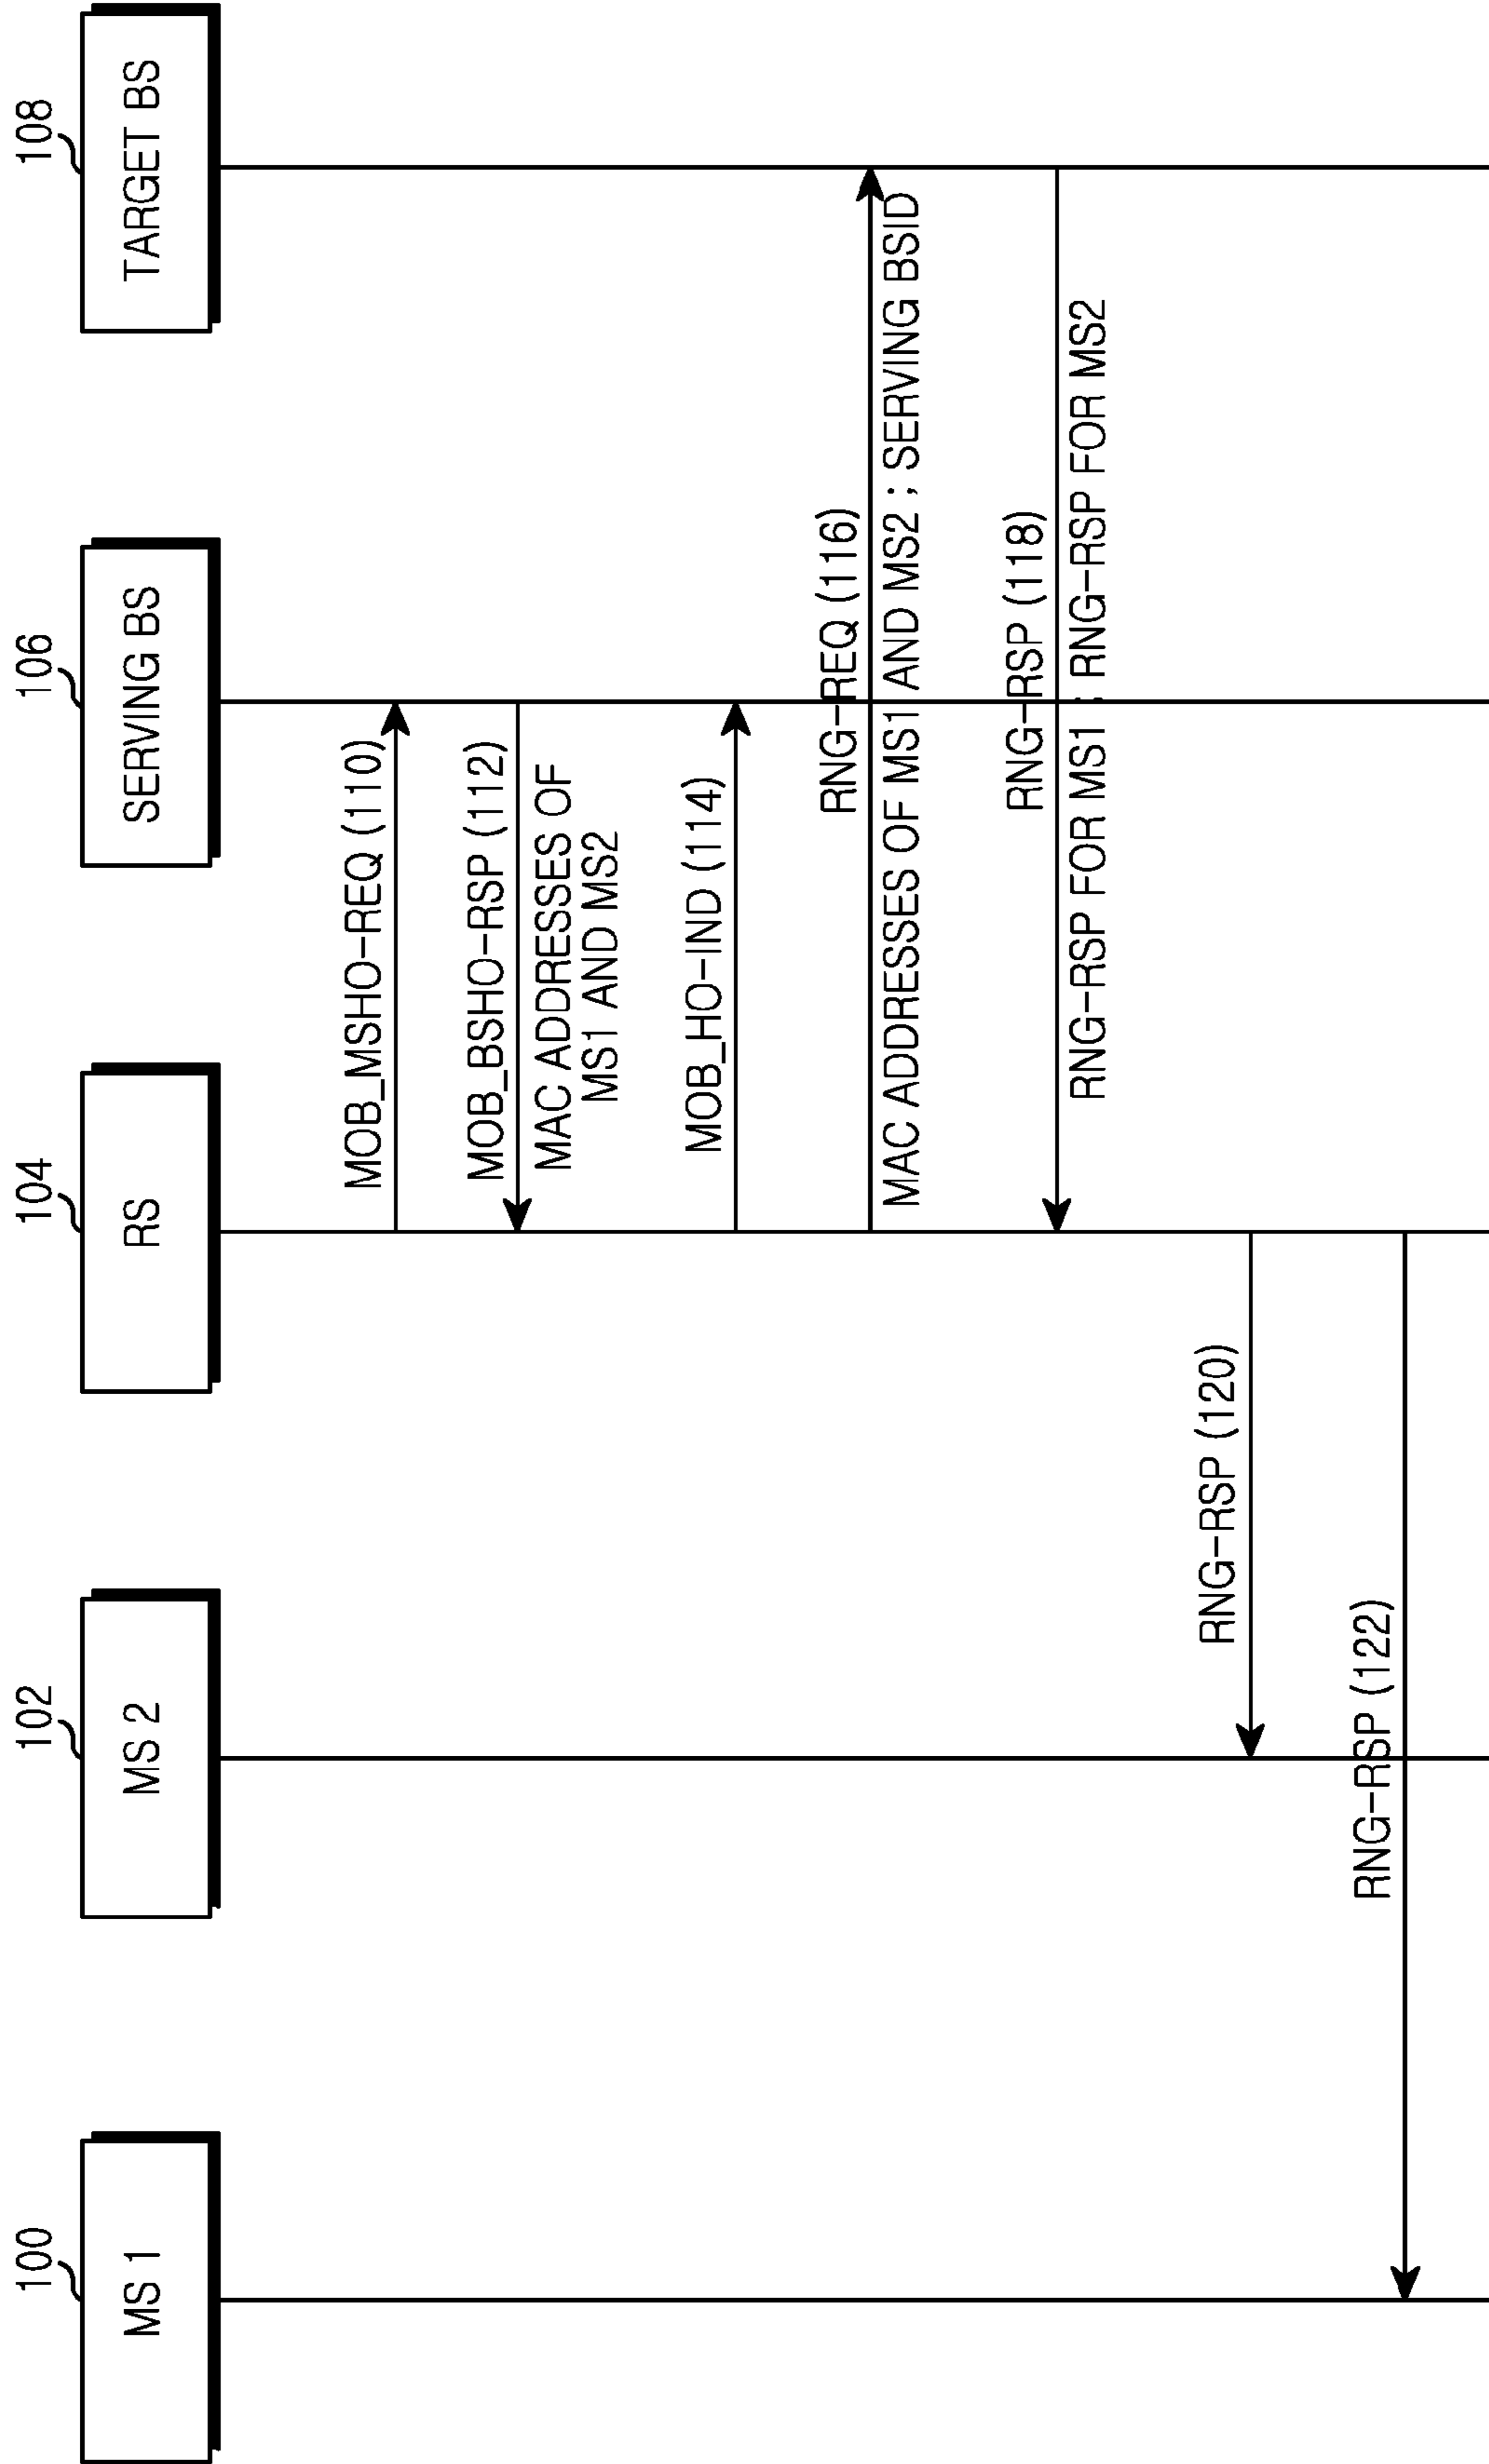 100
102
104
106
108
MS 1
MS 2
RS
SERVING BS
TARGET BS
MOB_MSHO-REQ (110)
MOB_BSHO-RSP (112)
MAC ADDRESSES OF
MS1 AND MS2
MOB_HO-IND (114)
RNG-REQ (116)
MAC ADDRESSES OF MS1 AND MS2 ; SERVING BSID
RNG-RSP (118)
RNG-RSP FOR MS1 ; RNG-RSP FOR MS2
RNG-RSP (120)
RNG-RSP (122)